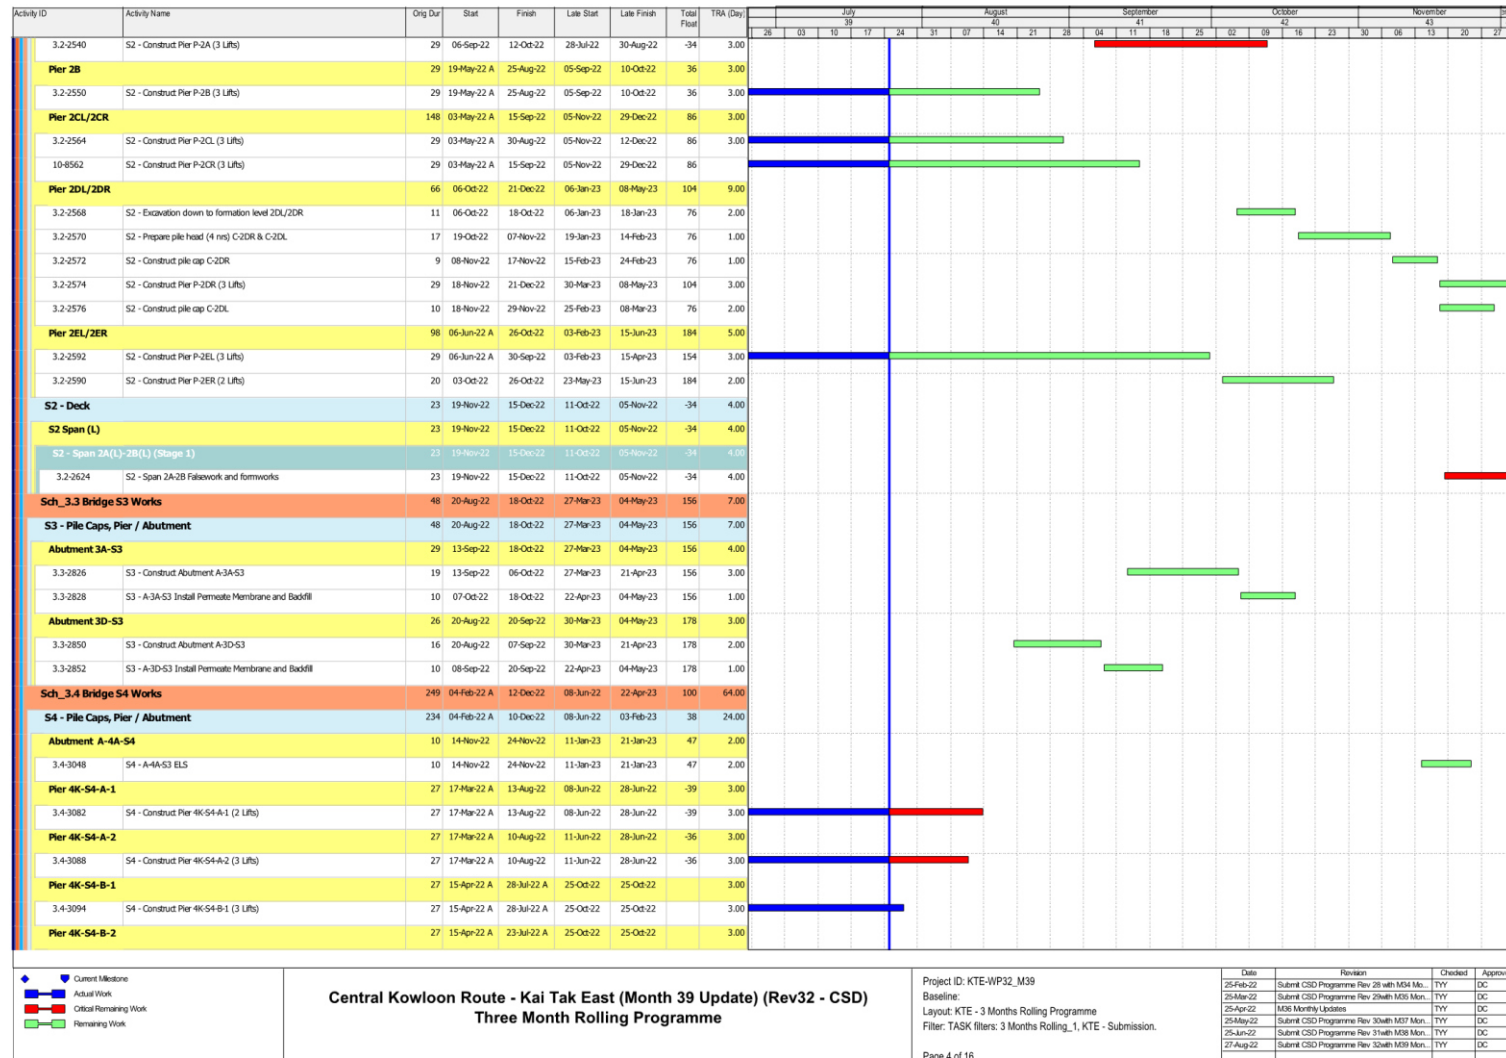 Activity ID Activity Name Orig Dur Start Finish Late Start Late Finish Total Float TRA (Day) July August September October November
39 40 41 42 43
26 03 10 17 24 31 07 14 21 28 04 11 18 25 02 09 16 23 30 06 13 20 27
3.2-2540 S2 - Construct Pier P-2A (3 Lifts) 29 06-Sep-22 12-Oct-22 28-Jul-22 30-Aug-22 -34 3.00
Pier 2B 29 19-May-22 A 25-Aug-22 05-Sep-22 10-Oct-22 36 3.00
3.2-2550 S2 - Construct Pier P-2B (3 Lifts) 29 19-May-22 A 25-Aug-22 05-Sep-22 10-Oct-22 36 3.00
Pier 2CL/2CR 148 03-May-22 A 15-Sep-22 05-Nov-22 29-Dec-22 86 3.00
3.2-2564 S2 - Construct Pier P-2CL (3 Lifts) 29 03-May-22 A 30-Aug-22 05-Nov-22 12-Dec-22 86 3.00
10-8562 S2 - Construct Pier P-2CR (3 Lifts) 29 03-May-22 A 15-Sep-22 05-Nov-22 29-Dec-22 86
Pier 2DL/2DR 66 06-Oct-22 21-Dec-22 06-Jan-23 08-May-23 104 9.00
3.2-2568 S2 - Excavation down to formation level 2DL/2DR 11 06-Oct-22 18-Oct-22 06-Jan-23 18-Jan-23 76 2.00
3.2-2570 S2 - Prepare pile head (4 nrs) C-2DR & C-2DL 17 19-Oct-22 07-Nov-22 19-Jan-23 14-Feb-23 76 1.00
3.2-2572 S2 - Construct pile cap C-2DR 9 08-Nov-22 17-Nov-22 15-Feb-23 24-Feb-23 76 1.00
3.2-2574 S2 - Construct Pier P-2DR (3 Lifts) 29 18-Nov-22 21-Dec-22 30-Mar-23 08-May-23 104 3.00
3.2-2576 S2 - Construct pile cap C-2DL 10 18-Nov-22 29-Nov-22 25-Feb-23 08-Mar-23 76 2.00
Pier 2EL/2ER 98 06-Jun-22 A 26-Oct-22 03-Feb-23 15-Jun-23 184 5.00
3.2-2592 S2 - Construct Pier P-2EL (3 Lifts) 29 06-Jun-22 A 30-Sep-22 03-Feb-23 15-Apr-23 154 3.00
3.2-2590 S2 - Construct Pier P-2ER (2 Lifts) 20 03-Oct-22 26-Oct-22 23-May-23 15-Jun-23 184 2.00
S2 - Deck 23 19-Nov-22 15-Dec-22 11-Oct-22 05-Nov-22 -34 4.00
S2 Span (L) 23 19-Nov-22 15-Dec-22 11-Oct-22 05-Nov-22 -34 4.00
S2 - Span 2A(L)-2B(L) (Stage 1) 23 19-Nov-22 15-Dec-22 11-Oct-22 05-Nov-22 -34 4.00
3.2-2624 S2 - Span 2A-2B Falsework and formworks 23 19-Nov-22 15-Dec-22 11-Oct-22 05-Nov-22 -34 4.00
Sch_3.3 Bridge S3 Works 48 20-Aug-22 18-Oct-22 27-Mar-23 04-May-23 156 7.00
S3 - Pile Caps, Pier / Abutment 48 20-Aug-22 18-Oct-22 27-Mar-23 04-May-23 156 7.00
Abutment 3A-S3 29 13-Sep-22 18-Oct-22 27-Mar-23 04-May-23 156 4.00
3.3-2826 S3 - Construct Abutment A-3A-S3 19 13-Sep-22 06-Oct-22 27-Mar-23 21-Apr-23 156 3.00
3.3-2828 S3 - A-3A-S3 Install Permeate Membrane and Backfill 10 07-Oct-22 18-Oct-22 22-Apr-23 04-May-23 156 1.00
Abutment 3D-S3 26 20-Aug-22 20-Sep-22 30-Mar-23 04-May-23 178 3.00
3.3-2850 S3 - Construct Abutment A-3D-S3 16 20-Aug-22 07-Sep-22 30-Mar-23 21-Apr-23 178 2.00
3.3-2852 S3 - A-3D-S3 Install Permeate Membrane and Backfill 10 08-Sep-22 20-Sep-22 22-Apr-23 04-May-23 178 1.00
Sch_3.4 Bridge S4 Works 249 04-Feb-22 A 12-Dec-22 08-Jun-22 22-Apr-23 100 64.00
S4 - Pile Caps, Pier / Abutment 234 04-Feb-22 A 10-Dec-22 08-Jun-22 03-Feb-23 38 24.00
Abutment A-4A-S4 10 14-Nov-22 24-Nov-22 11-Jan-23 21-Jan-23 47 2.00
3.4-3048 S4 - A-4A-S3 ELS 10 14-Nov-22 24-Nov-22 11-Jan-23 21-Jan-23 47 2.00
Pier 4K-S4-A-1 27 17-Mar-22 A 13-Aug-22 08-Jun-22 28-Jun-22 -39 3.00
3.4-3082 S4 - Construct Pier 4K-S4-A-1 (2 Lifts) 27 17-Mar-22 A 13-Aug-22 08-Jun-22 28-Jun-22 -39 3.00
Pier 4K-S4-A-2 27 17-Mar-22 A 10-Aug-22 11-Jun-22 28-Jun-22 -36 3.00
3.4-3088 S4 - Construct Pier 4K-S4-A-2 (3 Lifts) 27 17-Mar-22 A 10-Aug-22 11-Jun-22 28-Jun-22 -36 3.00
Pier 4K-S4-B-1 27 15-Apr-22 A 28-Jul-22 A 25-Oct-22 25-Oct-22 3.00
3.4-3094 S4 - Construct Pier 4K-S4-B-1 (3 Lifts) 27 15-Apr-22 A 28-Jul-22 A 25-Oct-22 25-Oct-22 3.00
Pier 4K-S4-B-2 27 15-Apr-22 A 23-Jul-22 A 25-Oct-22 25-Oct-22 3.00
Current Milestone
Actual Work
Critical Remaining Work
Remaining Work
Central Kowloon Route - Kai Tak East (Month 39 Update) (Rev32 - CSD)
Three Month Rolling Programme
Project ID: KTE-WP32_M39
Baseline:
Layout: KTE - 3 Months Rolling Programme
Filter: TASK filters: 3 Months Rolling_1, KTE - Submission.
Page 4 of 16
Date Revision Checked Approv
25-Feb-22 Submit CSD Programme Rev 28 with M34 Mo... TYY DC
25-Mar-22 Submit CSD Programme Rev 29with M35 Mon... TYY DC
25-Apr-22 M36 Monthly Updates TYY DC
25-May-22 Submit CSD Programme Rev 30with M37 Mon... TYY DC
25-Jun-22 Submit CSD Programme Rev 31with M38 Mon... TYY DC
27-Aug-22 Submit CSD Programme Rev 32with M39 Mon... TYY DC